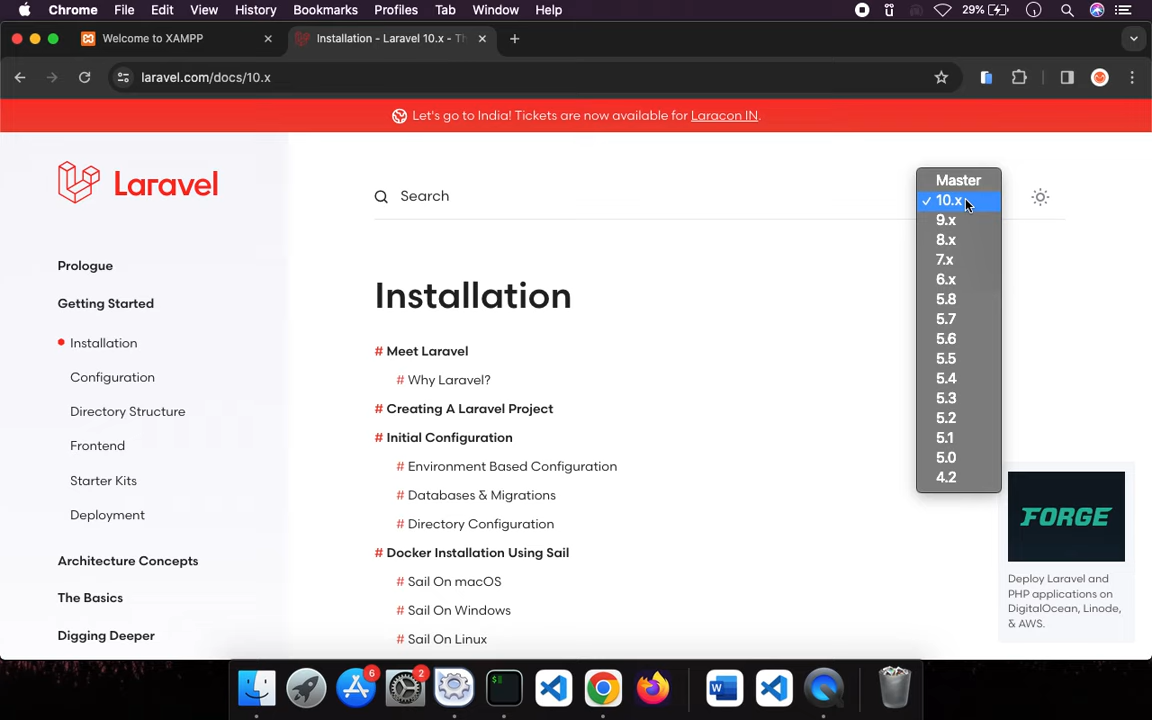 Chrome File Edit View History Bookmarks Profiles Tab Window Help 29%
Welcome to XAMPP
Installation - Laravel 10.x - Th
laravel.com/docs/10.x
Let's go to India! Tickets are now available for Laracon IN.
Laravel
Search
Master
✓ 10.x
9.x
8.x
7.x
6.x
5.8
5.7
5.6
5.5
5.4
5.3
5.2
5.1
5.0
4.2
Prologue
Getting Started
Installation
Configuration
Directory Structure
Frontend
Starter Kits
Deployment
Architecture Concepts
The Basics
Digging Deeper
Installation
# Meet Laravel
# Why Laravel?
# Creating A Laravel Project
# Initial Configuration
# Environment Based Configuration
# Databases & Migrations
# Directory Configuration
# Docker Installation Using Sail
# Sail On macOS
# Sail On Windows
# Sail On Linux
FORGE
Deploy Laravel and
PHP applications on
DigitalOcean, Linode,
& AWS.
6
2
$
W